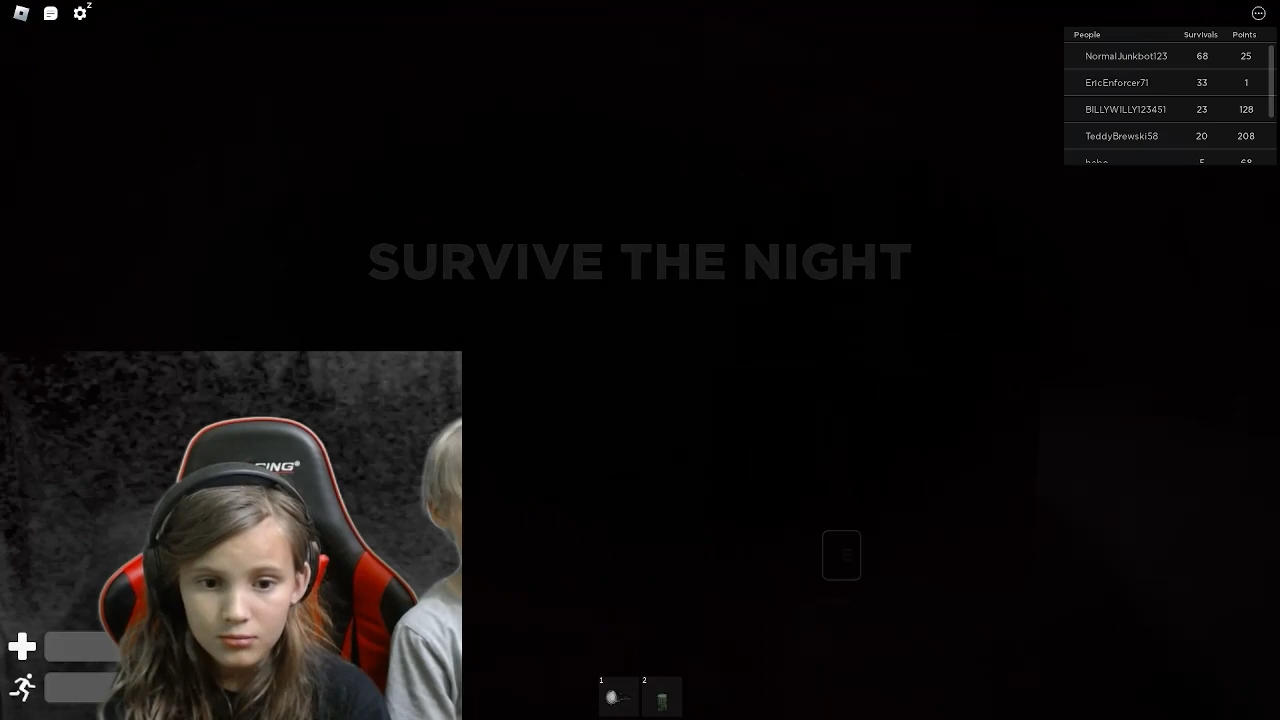 Z
People Survivals Points
NormalJunkbot123 68 25
EricEnforcer71 33 1
BILLYWILLY123451 23 128
TeddyBrewski58 20 208
SURVIVE THE NIGHT
E
1 2